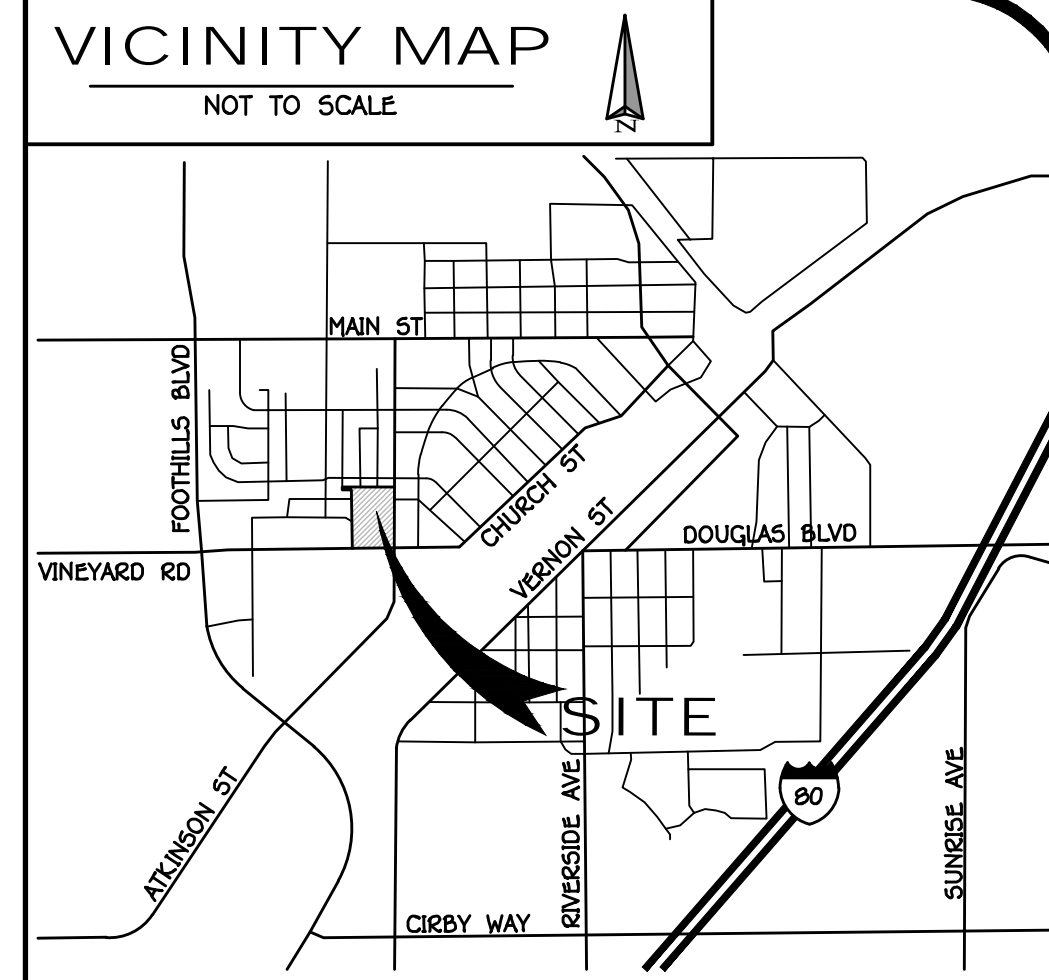 VICINITY MAP
NOT TO SCALE
N
MAIN ST
FOOTHILLS BLVD
CHURCH ST
VERNON ST
DOUGLAS BLVD
VINEYARD RD
SITE
ATKINSON ST
RIVERSIDE AVE
80
SUNRISE AVE
CIRBY WAY